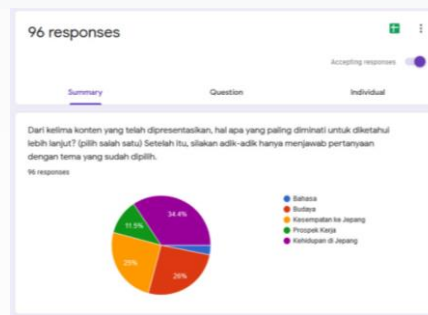 96 responses
Accepting responses
Summary
Question
Individual
Dari kelima konten yang telah dipresentasikan, hal apa yang paling diminati untuk diketahui
lebih lanjut? (pilih salah satu) Setelah itu, silakan adik-adik hanya menjawab pertanyaan
dengan tema yang sudah dipilih.
96 responses
34.4%
11.5%
25%
26%
Bahasa
Budaya
Kesempatan ke Jepang
Prospek Kerja
Kehidupan di Jepang